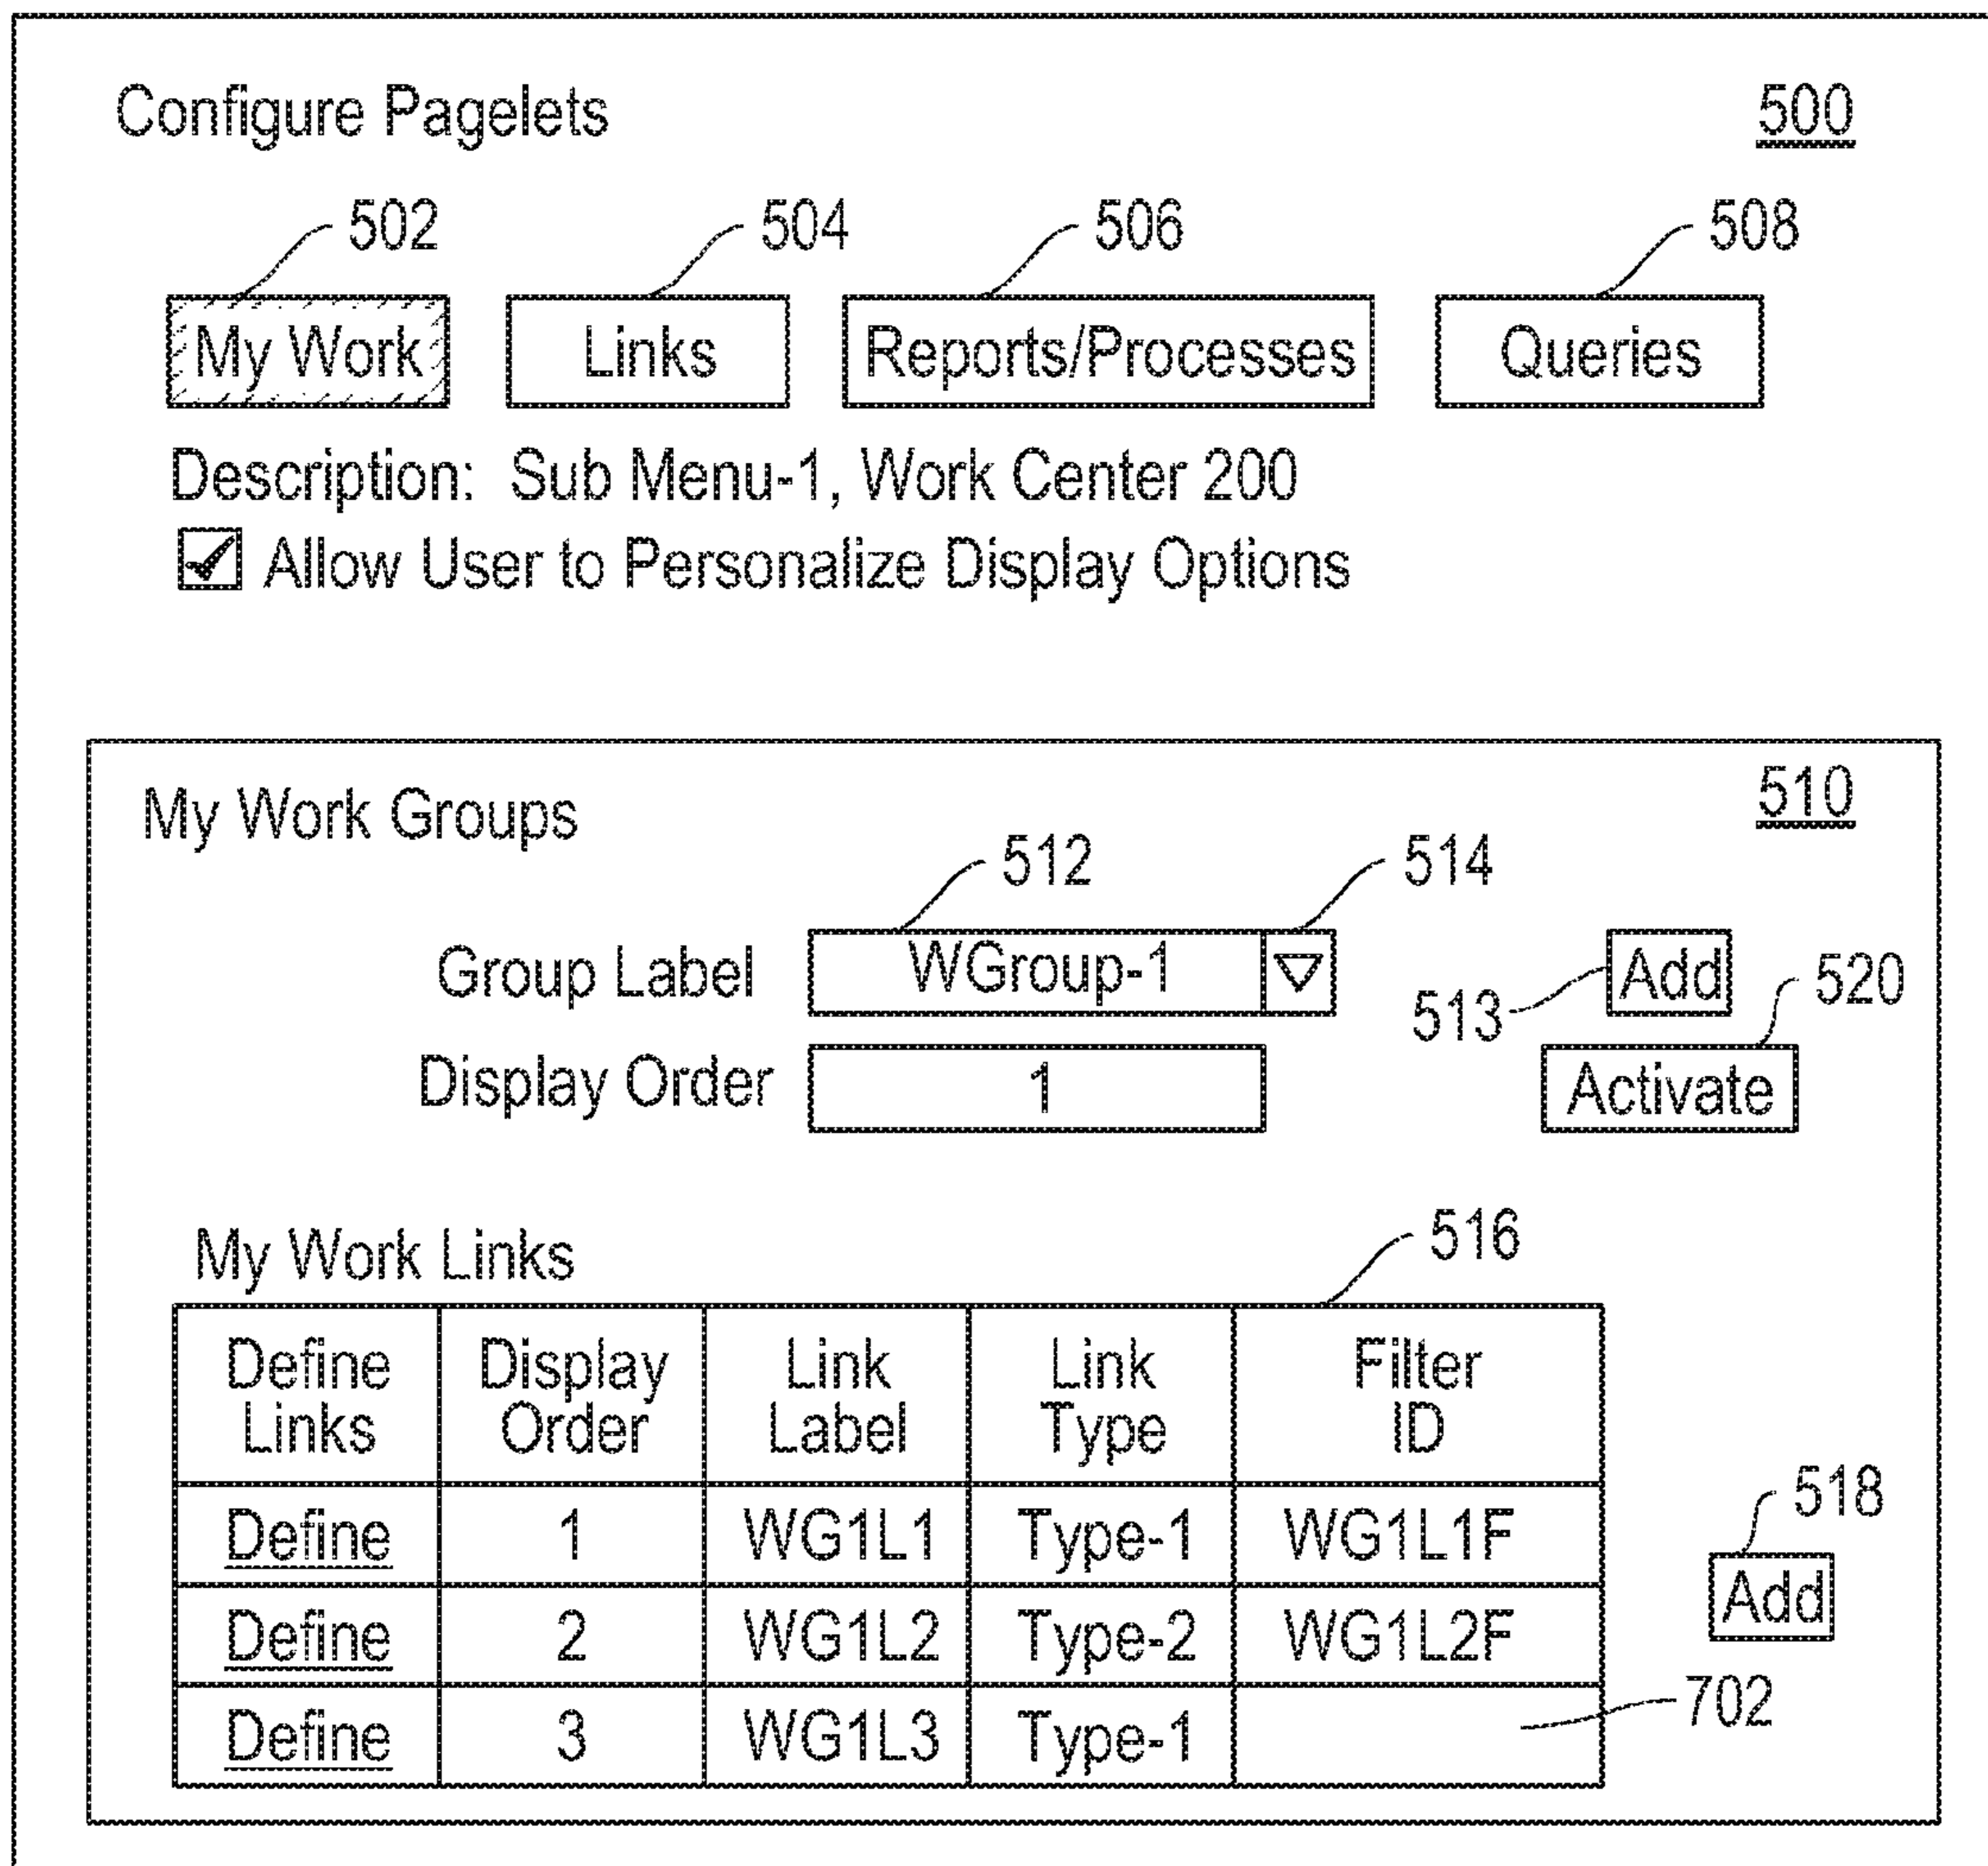 Configure Pagelets 500
502 504 506 508
My Work Links Reports/Processes Queries
Description: Sub Menu-1, Work Center 200
Allow User to Personalize Display Options
My Work Groups 510
512 514
Group Label WGroup-1 Add
513 520
Display Order 1 Activate
My Work Links 516
Define Links Display Order Link Label Link Type Filter ID
Define 1 WG1L1 Type-1 WG1L1F
518
Define 2 WG1L2 Type-2 WG1L2F Add
Define 3 WG1L3 Type-1 702